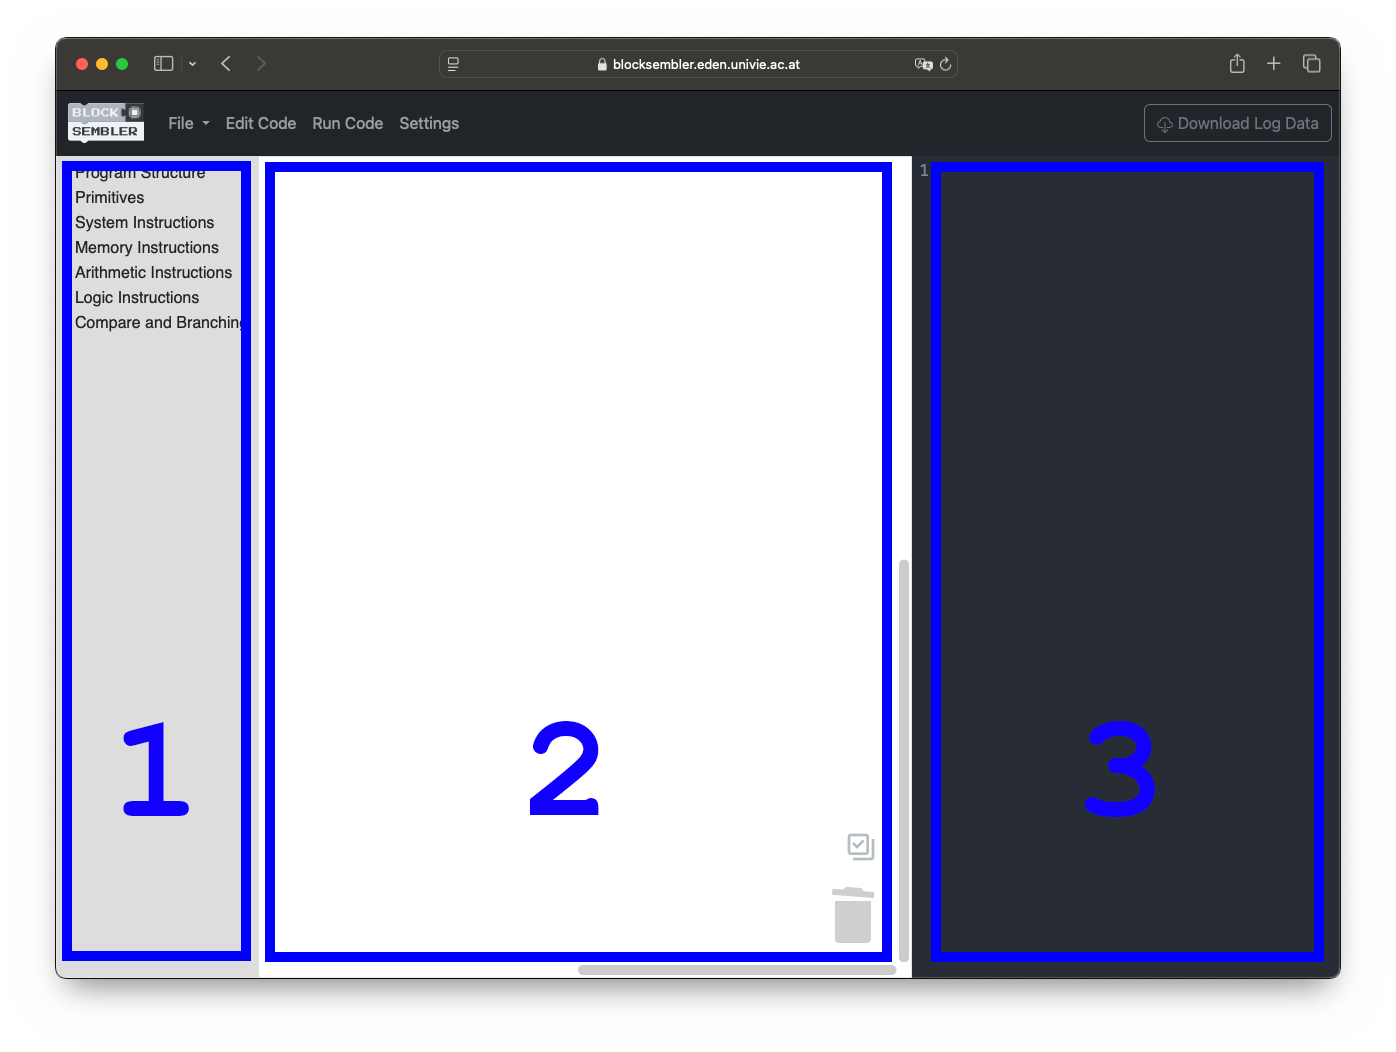 blocksembler.eden.univie.ac.at
BLOCK
SEMBLER
File
Edit Code
Run Code
Settings
Download Log Data
Program Structure
Primitives
System Instructions
Memory Instructions
Arithmetic Instructions
Logic Instructions
Compare and Branching
1
1
2
3